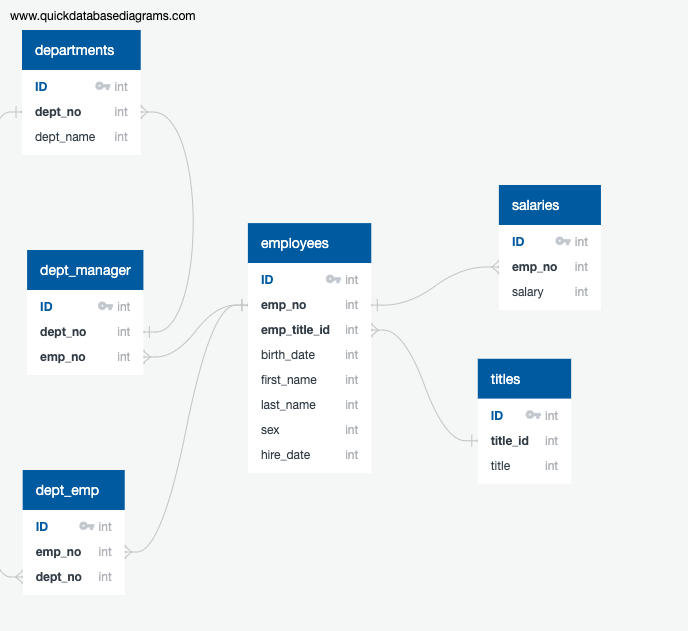 www.quickdatabasediagrams.com
departments
ID int
dept_no int
dept_name int
dept_manager
ID int
dept_no int
emp_no int
dept_emp
ID int
emp_no int
dept_no int
employees
ID int
emp_no int
emp_title_id int
birth_date int
first_name int
last_name int
sex int
hire_date int
salaries
ID int
emp_no int
salary int
titles
ID int
title_id int
title int